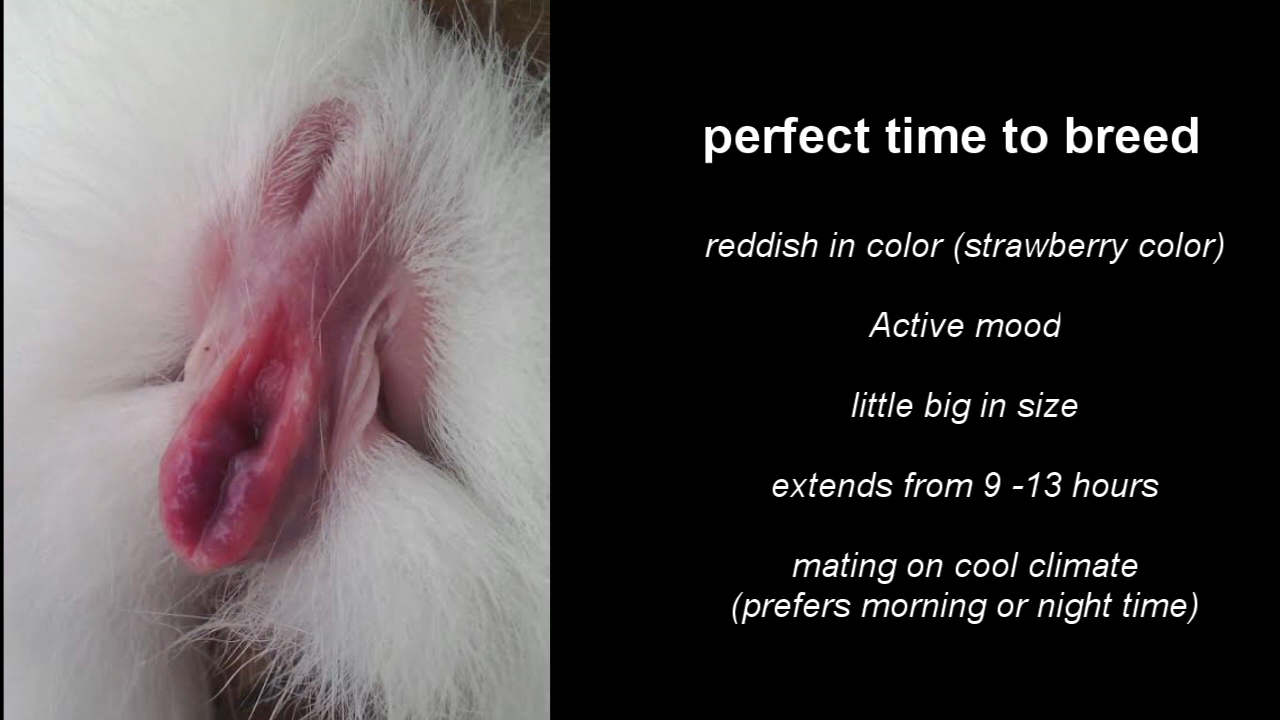 perfect time to breed
reddish in color (strawberry color)
Active mood
little big in size
extends from 9 -13 hours
mating on cool climate
(prefers morning or night time)